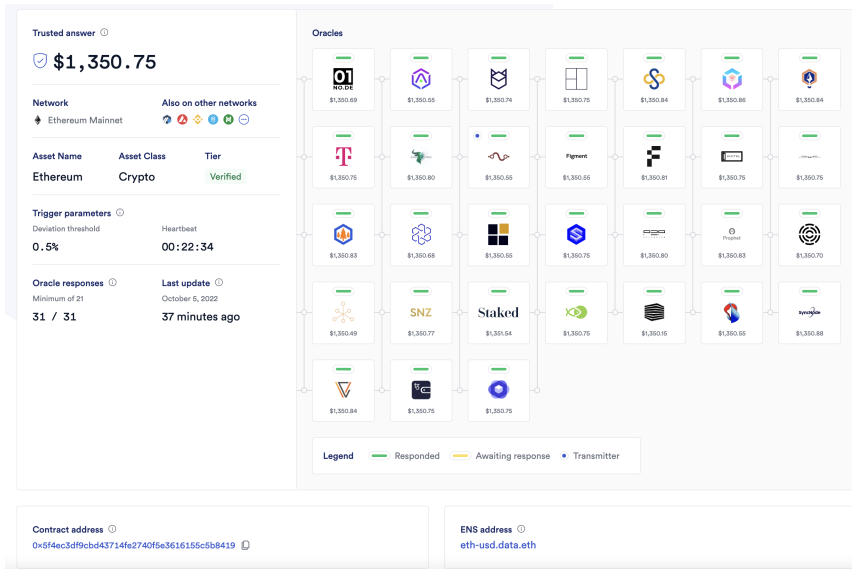 Trusted answer
$1,350.75
Network
Also on other networks
Ethereum Mainnet
Asset Name
Asset Class
Tier
Ethereum
Crypto
Verified
Trigger parameters
Deviation threshold
Heartbeat
0.5%
00:22:34
Oracle responses
Last update
Minimum of 21
October 5, 2022
31 / 31
37 minutes ago
Oracles
01
NO.DE
$1,350.69
$1,350.55
$1,350.74
$1,350.75
$1,350.84
$1,350.86
$1,350.84
T
$1,350.75
$1,350.80
$1,350.55
Figment
$1,350.55
$1,350.81
$1,350.75
$1,350.75
$1,350.83
$1,350.68
$1,350.55
$1,350.75
$1,350.80
Prophet
$1,350.63
$1,350.70
$1,350.49
SNZ
$1,350.77
Staked
$1,351.54
$1,350.75
$1,350.15
$1,350.55
SyncNode
$1,350.88
$1,350.84
$1,350.75
$1,350.75
Legend
Responded
Awaiting response
Transmitter
Contract address
0x5f4ec3df9cbd43714fe2740f5e3616155c5b8419
ENS address
eth-usd.data.eth